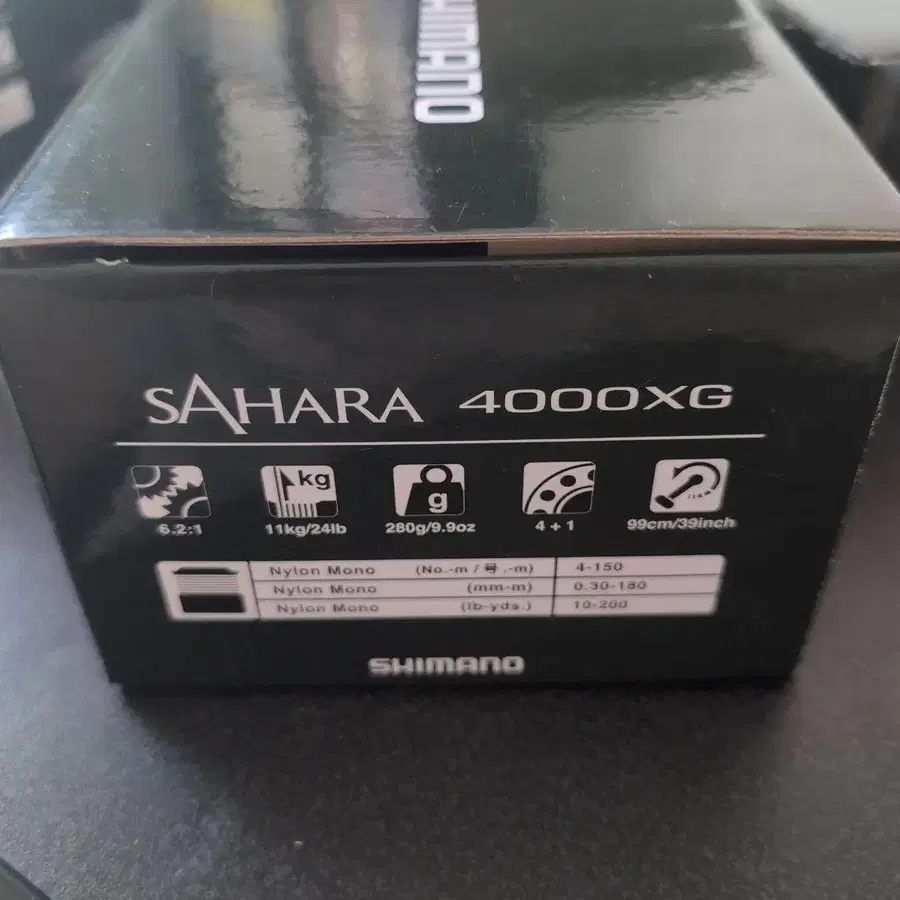 SHIMANO
SAHARA 4000XG
kg
g
6.2:1 11kg/24lb 280g/9.9oz 4+1 99cm/39inch
Nylon Mono (No.-m / 号.-m) 4-150
Nylon Mono (mm-m) 0.30-180
Nylon Mono (lb-yds.) 10-200
SHIMANO